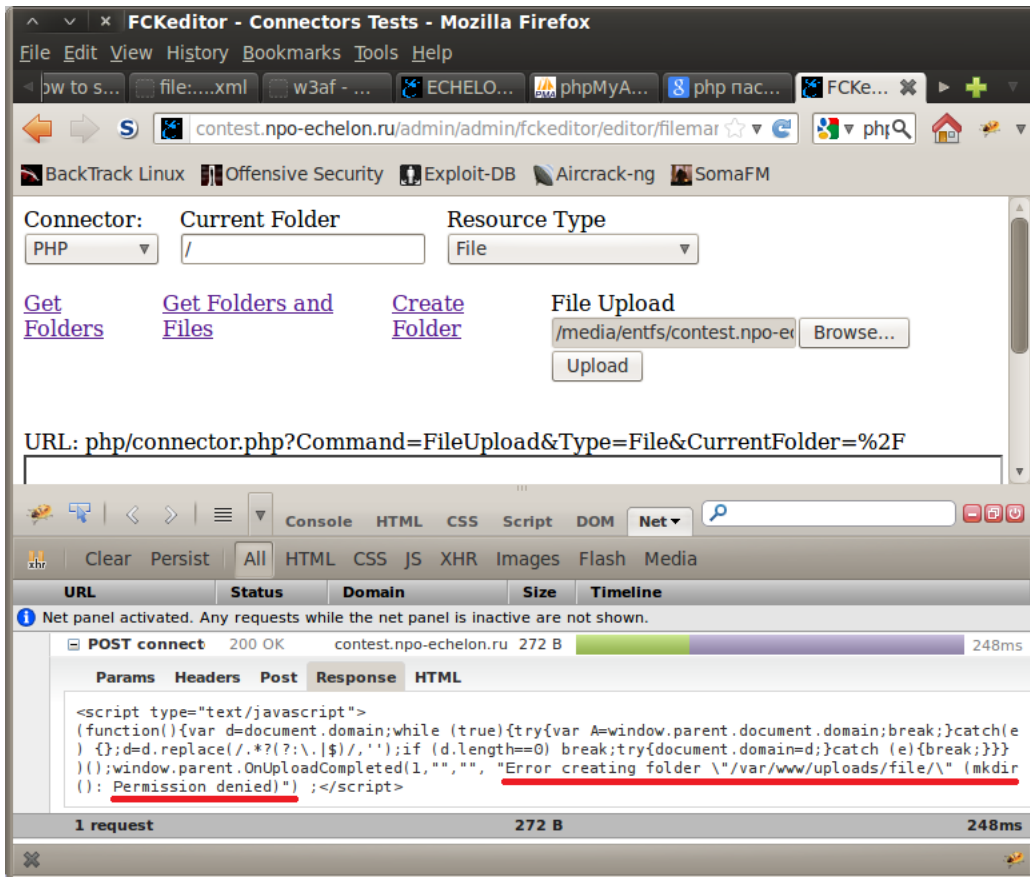 FCKeditor - Connectors Tests - Mozilla Firefox
File Edit View History Bookmarks Tools Help
ow to s... file:....xml w3af - ... ECHELO... phpMyA... php пас... FCKe...
contest.npo-echelon.ru/admin/admin/fckeditor/editor/filemar
BackTrack Linux Offensive Security Exploit-DB Aircrack-ng SomaFM
Connector: Current Folder Resource Type
PHP / File
Get Folders
Get Folders and Files
Create Folder
File Upload
/media/entfs/contest.npo-ec Browse...
Upload
URL: php/connector.php?Command=FileUpload&Type=File&CurrentFolder=%2F
Console HTML CSS Script DOM Net
xhr Clear Persist All HTML CSS JS XHR Images Flash Media
URL Status Domain Size Timeline
Net panel activated. Any requests while the net panel is inactive are not shown.
POST connect 200 OK contest.npo-echelon.ru 272 B 248ms
Params Headers Post Response HTML
<script type="text/javascript">
(function(){var d=document.domain;while (true){try{var A=window.parent.document.domain;break;}catch(e
) {};d=d.replace(/.*?(?:\.|$)/,'');if (d.length==0) break;try{document.domain=d;}catch (e){break;}}}
)();window.parent.OnUploadCompleted(1,"","", "Error creating folder \"/var/www/uploads/file/\" (mkdir
(): Permission denied)") ;</script>
1 request 272 B 248ms